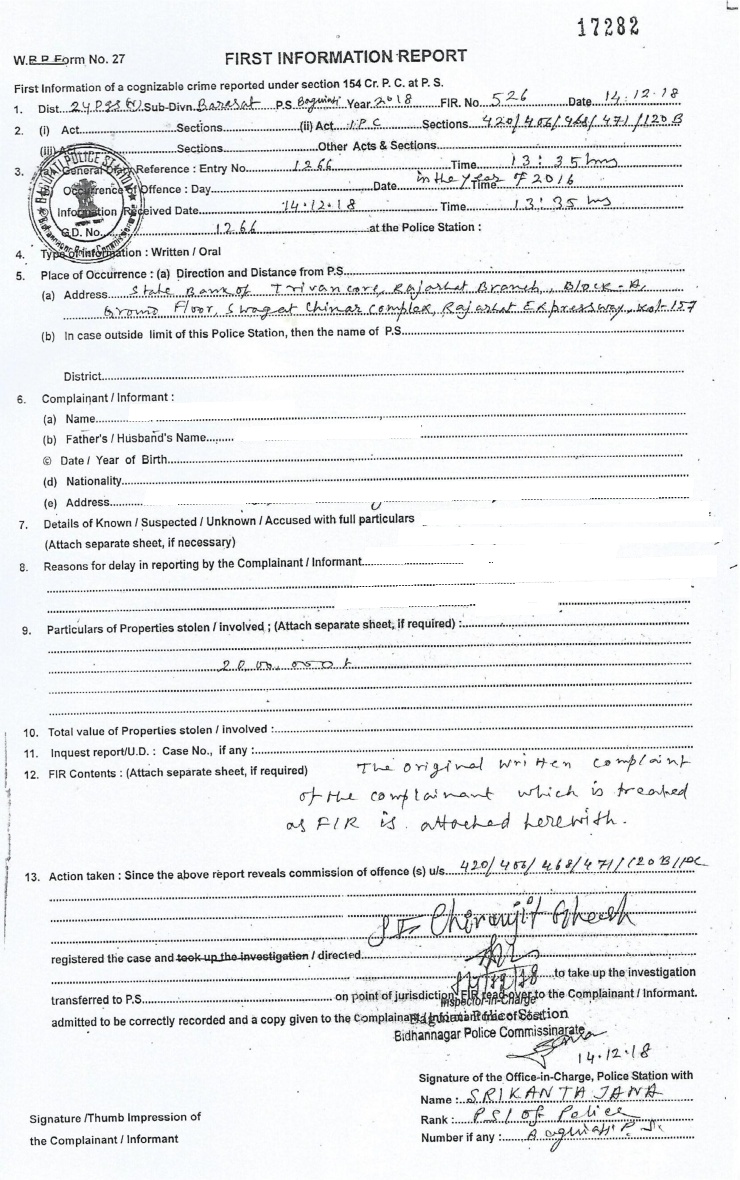 17282
W.B P Form No. 27
FIRST INFORMATION REPORT
First Information of a cognizable crime reported under section 154 Cr. P. C. at P. S.
1. Dist. 24 Pgs (N) Sub-Divn. Barasat P.S. Baguiati Year 2018 FIR. No. 526 Date 14.12.18
2. (i) Act Sections (ii) Act I.P.C Sections 420/406/468/471/120 B
(iii) Sections Other Acts & Sections
3. (a) General Diary Reference : Entry No. 1266 Time 13:35 hrs
Occurrence of Offence : Day Date in the year of 2016 Time
Information Received Date 14.12.18 Time 13:35 hrs
G.D. No. 1266 at the Police Station :
4. Type of Information : Written / Oral
5. Place of Occurrence : (a) Direction and Distance from P.S.
(a) Address State Bank of Trivancore, Rajarhat Branch, Block-A,
Ground Floor, Swagat Chinar Complex, Rajarhat Expressway, Kol-157
(b) In case outside limit of this Police Station, then the name of P.S.
District
6. Complainant / Informant :
(a) Name
(b) Father's / Husband's Name
© Date / Year of Birth
(d) Nationality
(e) Address
7. Details of Known / Suspected / Unknown / Accused with full particulars
(Attach separate sheet, if necessary)
8. Reasons for delay in reporting by the Complainant / Informant
9. Particulars of Properties stolen / involved ; (Attach separate sheet, if required) :
10. Total value of Properties stolen / involved :
11. Inquest report/U.D. : Case No., if any :
12. FIR Contents : (Attach separate sheet, if required) The original written complaint
of the complainant which is treated
as FIR is attached herewith.
13. Action taken : Since the above report reveals commission of offence (s) u/s. 420/406/468/471/120 B IPC
SI Chiranjit Ghosh
registered the case and took up the investigation / directed
to take up the investigation
transferred to P.S. on point of jurisdiction FIR read over to the Complainant / Informant.
Inspector-in-Charge
admitted to be correctly recorded and a copy given to the Complainant / Informant free of cost
Baguiati Police Station
Bidhannagar Police Commissinarate
14.12.18
Signature of the Office-in-Charge, Police Station with
Name : SRIKANTA JANA
Signature /Thumb Impression of
Rank : PSI of Police
the Complainant / Informant
Number if any : Baguiati P.S.